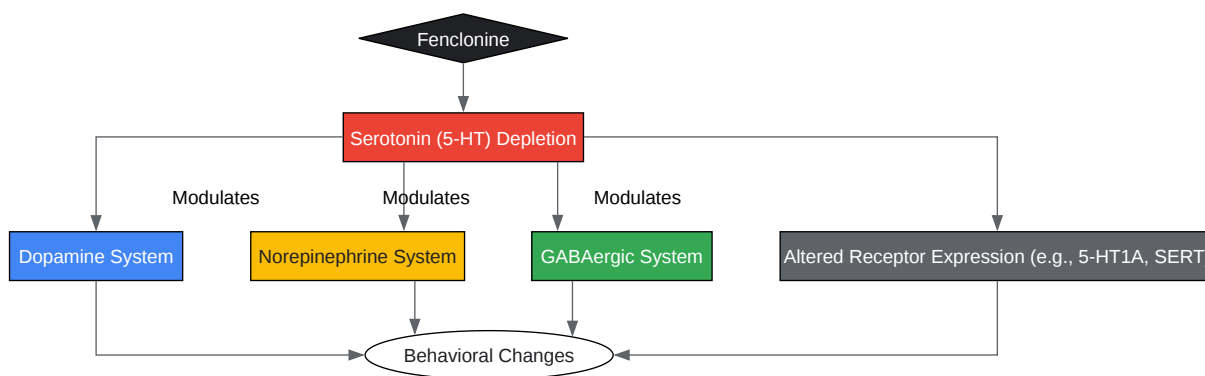 Fenclonine
Serotonin (5-HT) Depletion
Modulates
Modulates
Modulates
Dopamine System
Norepinephrine System
GABAergic System
Altered Receptor Expression (e.g., 5-HT1A, SERT
Behavioral Changes